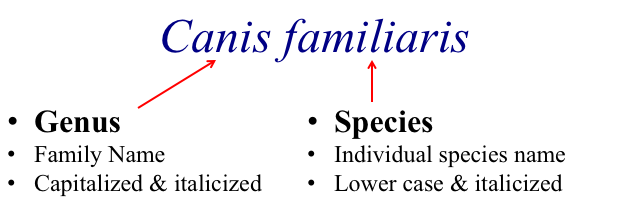 Canis familiaris
• Genus
• Family Name
• Capitalized & italicized
• Species
• Individual species name
• Lower case & italicized